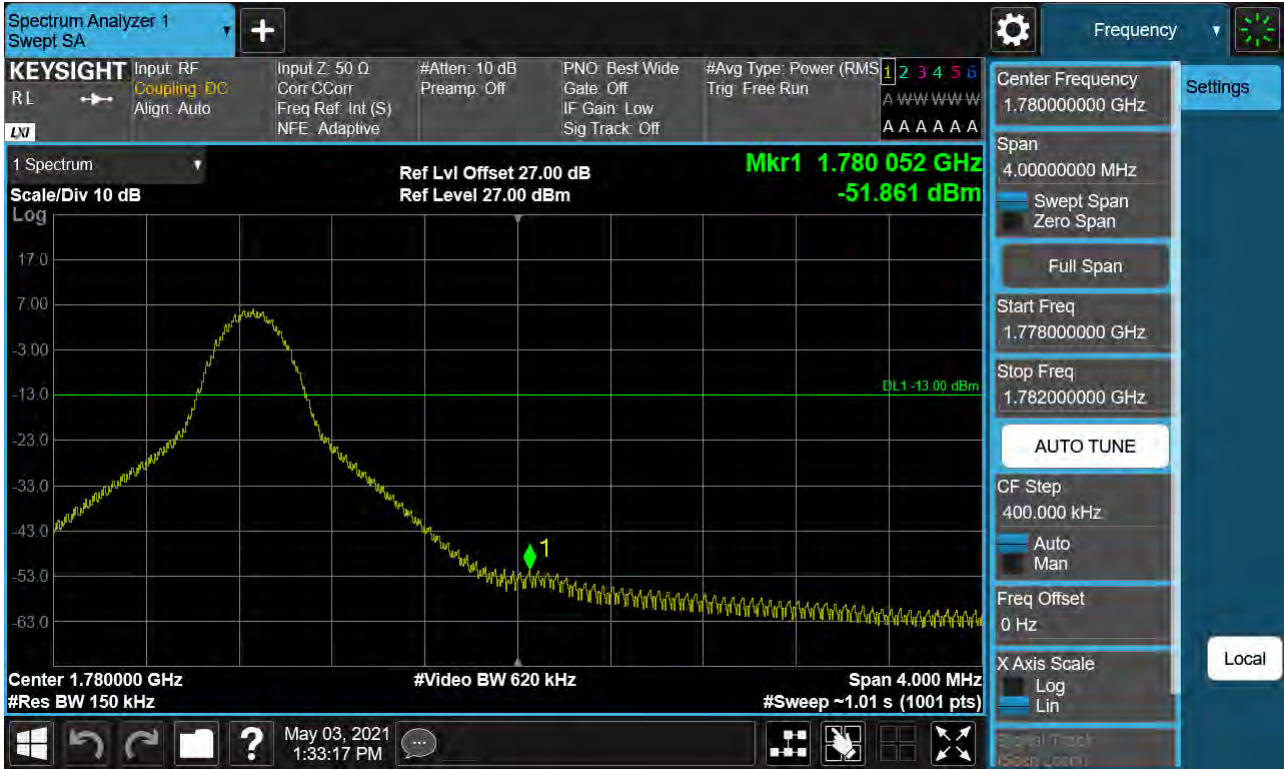 Spectrum Analyzer 1
Swept SA
Frequency
KEYSIGHT
RL
LXI
Input: RF
Coupling: DC
Align: Auto
Input Z: 50 Ω
Corr CCorr
Freq Ref: Int (S)
NFE: Adaptive
#Atten: 10 dB
Preamp: Off
PNO: Best Wide
Gate: Off
IF Gain: Low
Sig Track: Off
#Avg Type: Power (RMS
Trig: Free Run
1 2 3 4 5 6
A W W W W W
A A A A A A
1 Spectrum
Scale/Div 10 dB
Log
Ref Lvl Offset 27.00 dB
Ref Level 27.00 dBm
Mkr1 1.780 052 GHz
-51.861 dBm
17.0
7.00
-3.00
-13.0
-23.0
-33.0
-43.0
-53.0
-63.0
DL1 -13.00 dBm
1
Center 1.780000 GHz
#Res BW 150 kHz
#Video BW 620 kHz
Span 4.000 MHz
#Sweep ~1.01 s (1001 pts)
Center Frequency
1.780000000 GHz
Span
4.00000000 MHz
Swept Span
Zero Span
Full Span
Start Freq
1.778000000 GHz
Stop Freq
1.782000000 GHz
AUTO TUNE
CF Step
400.000 kHz
Auto
Man
Freq Offset
0 Hz
X Axis Scale
Log
Lin
Signal Track
(Span Zoom)
Settings
Local
?
May 03, 2021
1:33:17 PM